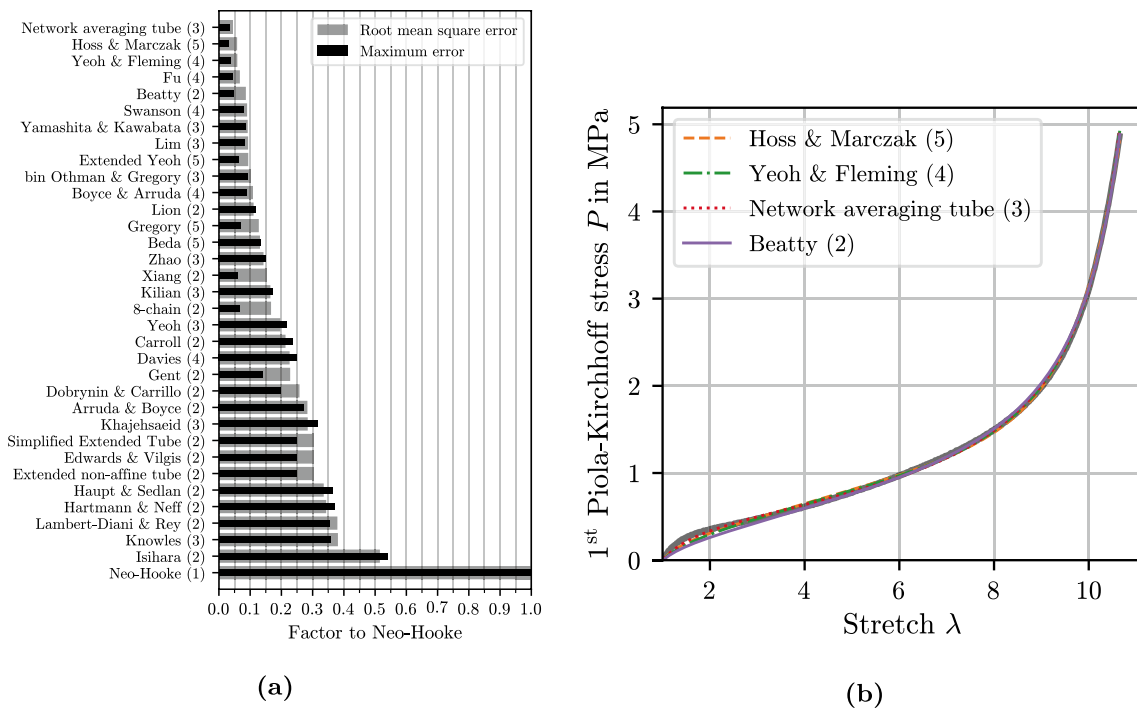 Network averaging tube (3)
Hoss & Marczak (5)
Yeoh & Fleming (4)
Fu (4)
Beatty (2)
Swanson (4)
Yamashita & Kawabata (3)
Lim (3)
Extended Yeoh (5)
bin Othman & Gregory (3)
Boyce & Arruda (4)
Lion (2)
Gregory (5)
Beda (5)
Zhao (3)
Xiang (2)
Kilian (3)
8-chain (2)
Yeoh (3)
Carroll (2)
Davies (4)
Gent (2)
Dobrynin & Carrillo (2)
Arruda & Boyce (2)
Khajehsaeid (3)
Simplified Extended Tube (2)
Edwards & Vilgis (2)
Extended non-affine tube (2)
Haupt & Sedlan (2)
Hartmann & Neff (2)
Lambert-Diani & Rey (2)
Knowles (3)
Isihara (2)
Neo-Hooke (1)
Root mean square error
Maximum error
0.0 0.1 0.2 0.3 0.4 0.5 0.6 0.7 0.8 0.9 1.0
Factor to Neo-Hooke
(a)
1st Piola-Kirchhoff stress P in MPa
5
4
3
2
1
0
Hoss & Marczak (5)
Yeoh & Fleming (4)
Network averaging tube (3)
Beatty (2)
2 4 6 8 10
Stretch λ
(b)